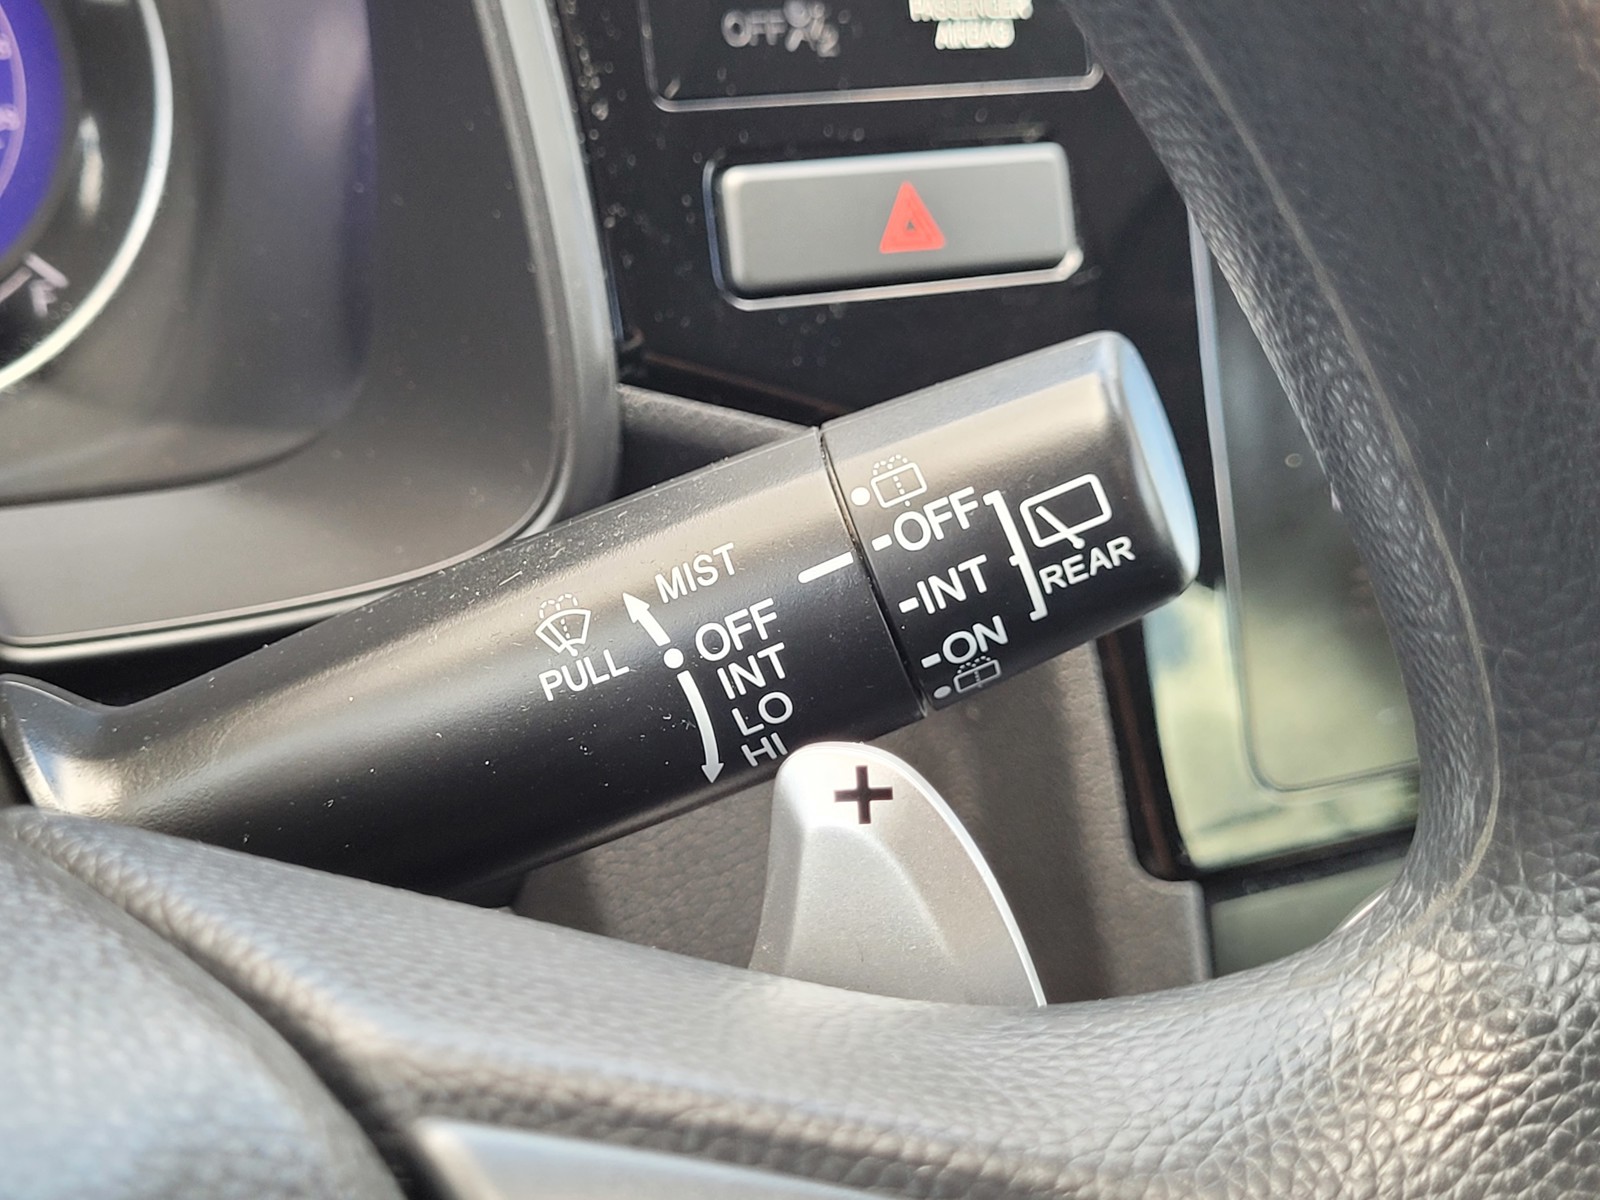 OFF
PASSENGER
AIRBAG
OFF
INT
ON
REAR
MIST
OFF
INT
LO
HI
PULL
+